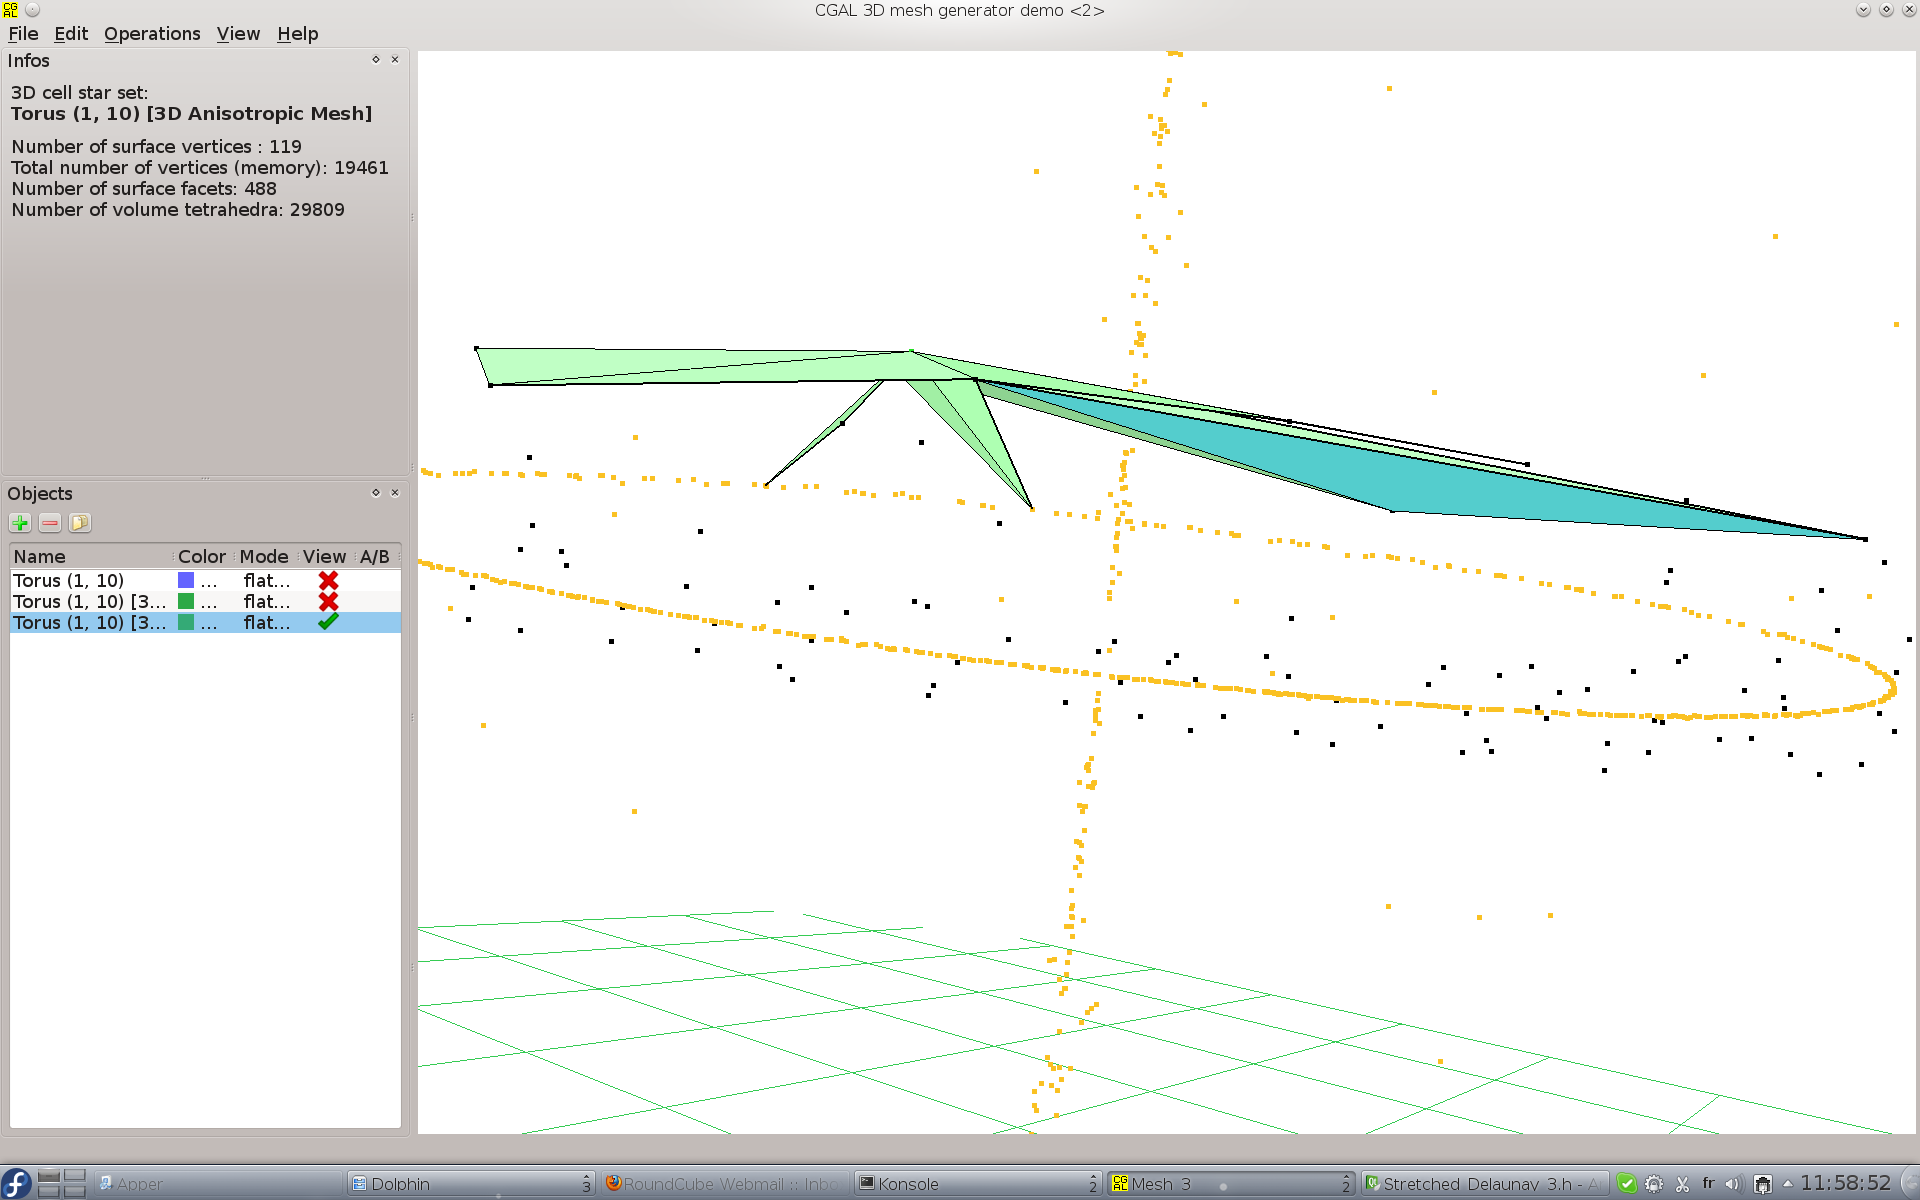 CGAL 3D mesh generator demo <2>
File Edit Operations View Help
Infos
3D cell star set:
Torus (1, 10) [3D Anisotropic Mesh]
Number of surface vertices : 119
Total number of vertices (memory): 19461
Number of surface facets: 488
Number of volume tetrahedra: 29809
Objects
Name Color Mode View A/B
Torus (1, 10) ... flat...
Torus (1, 10) [3... ... flat...
Torus (1, 10) [3... ... flat...
Apper
Dolphin 3
RoundCube Webmail :: Inbo
Konsole 2
CGAL Mesh_3 2
Stretched_Delaunay_3.h - A
fr
11:58:52